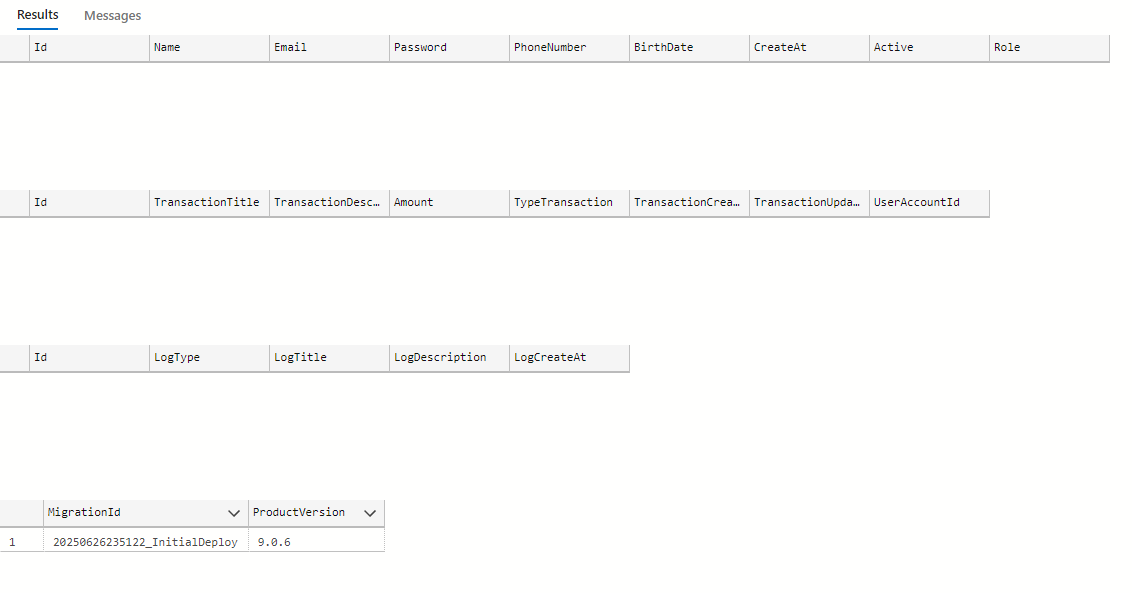 Results Messages
Id Name Email Password PhoneNumber BirthDate CreateAt Active Role
Id TransactionTitle TransactionDesc… Amount TypeTransaction TransactionCrea… TransactionUpda… UserAccountId
Id LogType LogTitle LogDescription LogCreateAt
MigrationId ProductVersion
1 20250626235122_InitialDeploy 9.0.6